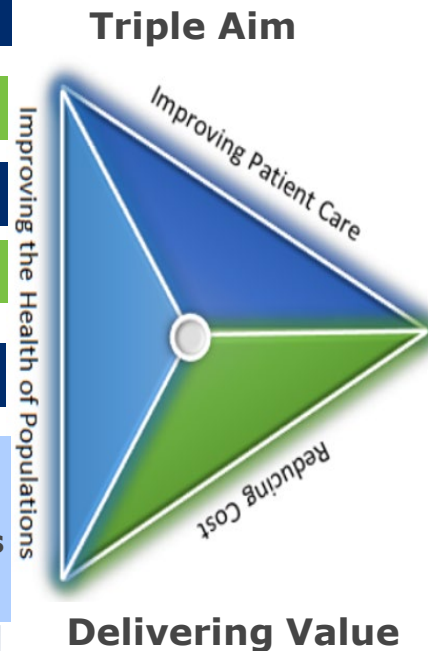 Triple Aim
Improving Patient Care
Improving the Health of Populations
Reducing Cost
Delivering Value